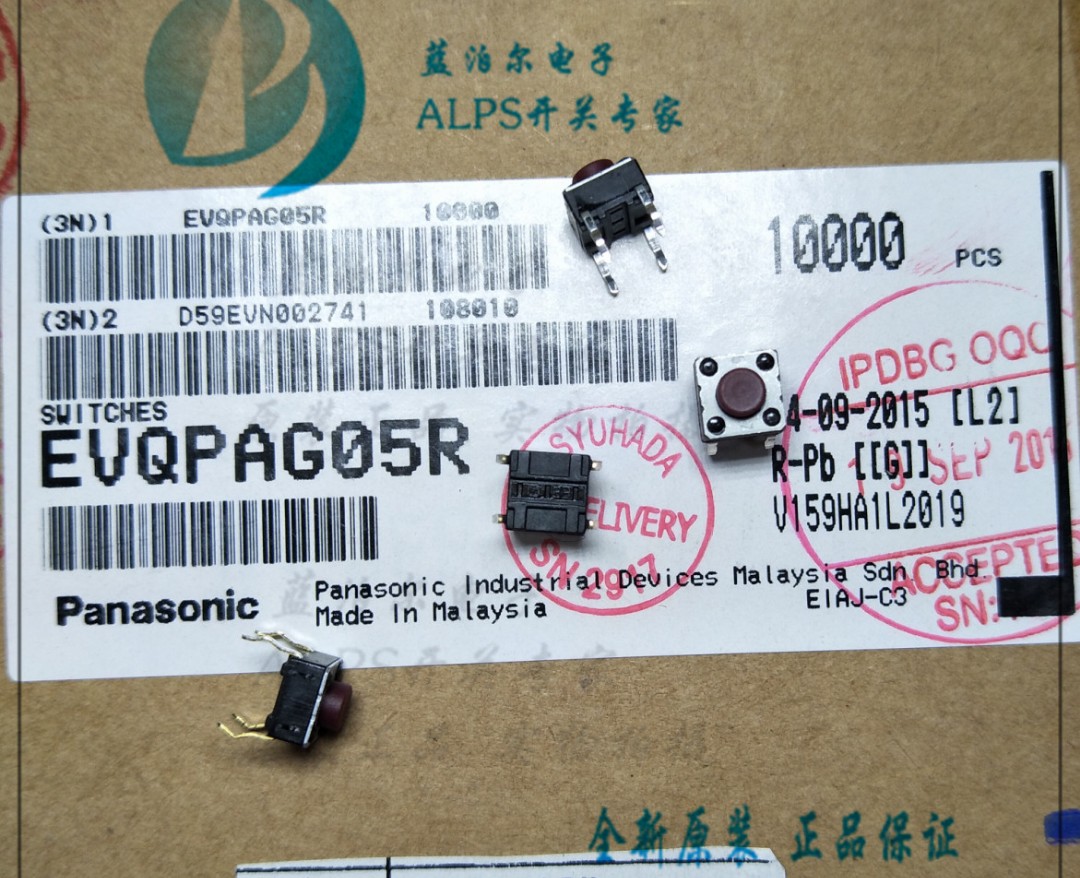 蓝泊尔电子
ALPS开关专家
(3N)1 EVQPAG05R 10000
10000 PCS
(3N)2 D59EVN002741 108010
SWITCHES
EVQPAG05R
IPDBG OQC
4-09-2015 [L2]
R-Pb [[G]]
SEP 201
V159HA1L2019
SYUHADA
ELIVERY
SN-2917
ACCEPTED
SN:
Panasonic
Panasonic Industrial Devices Malaysia Sdn Bhd
Made In Malaysia
EIAJ-C3
全新原装 正品保证